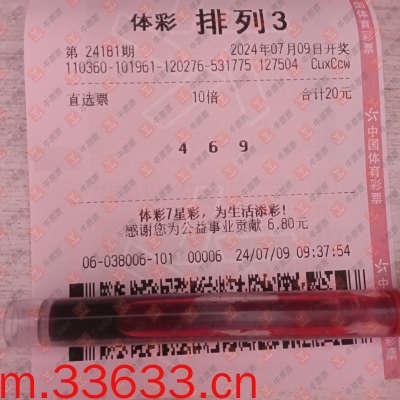 体彩 排列3
第 24181期 2024年07月09日开奖
110360-101961-120276-531775 127504 CuxCcw
直选票 10倍 合计20元
4 6 9
体彩7星彩，为生活添彩！
感谢您为公益事业贡献 6.80元
06-038006-101 00006 24/07/09 09:37:54
中国体育彩票
m.33633.cn